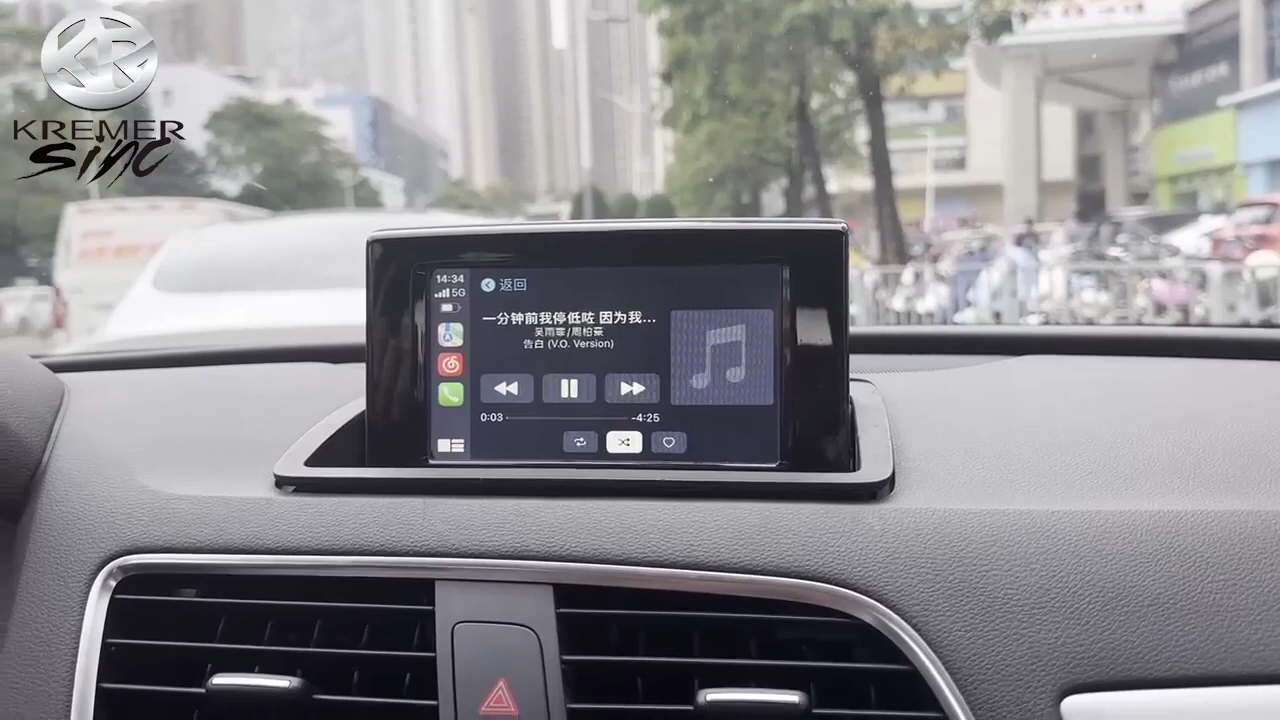 KREMER
sinc
14:34
5G
返回
一分钟前我停低咗 因为我...
吴雨霏/周柏豪
告白 (V.O. Version)
0:03
-4:25